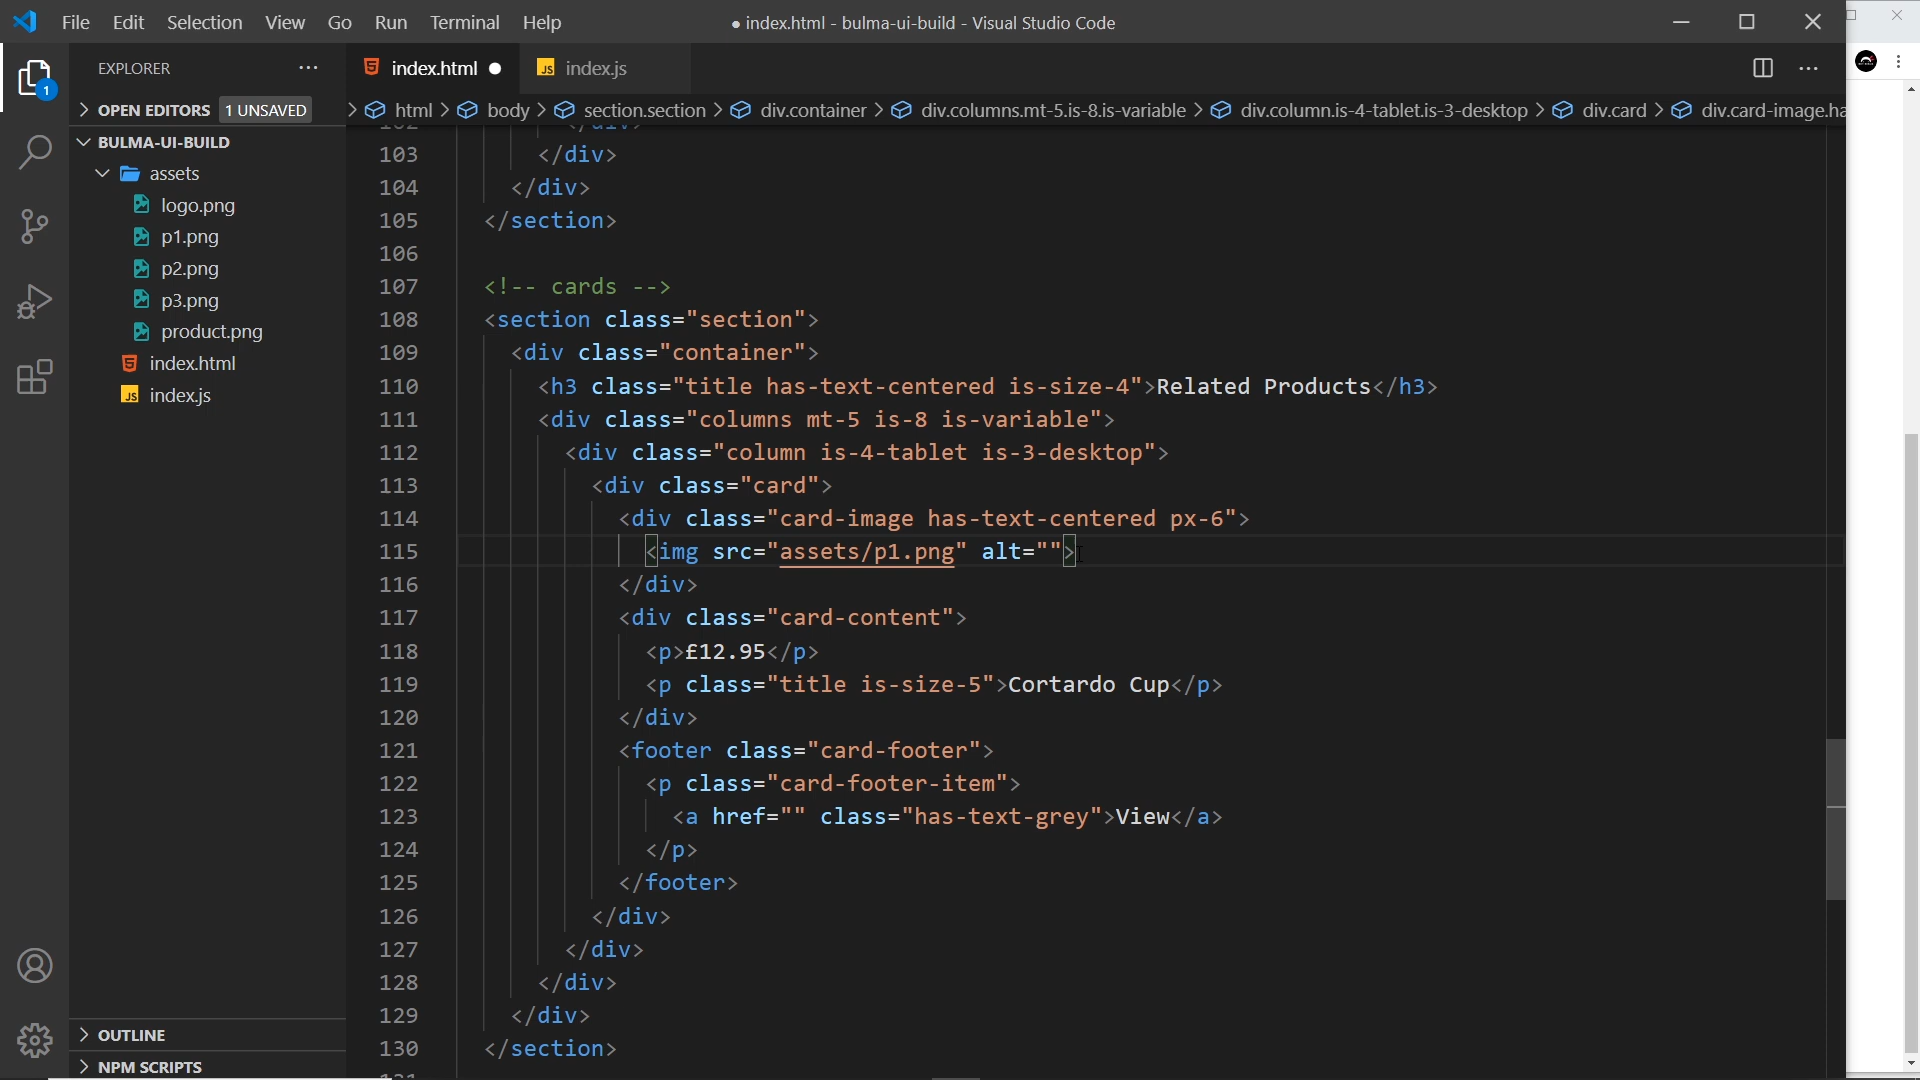 File Edit Selection View Go Run Terminal Help
● index.html - bulma-ui-build - Visual Studio Code
EXPLORER
index.html
index.js
OPEN EDITORS 1 UNSAVED
html > body > section.section > div.container > div.columns.mt-5.is-8.is-variable > div.column.is-4-tablet.is-3-desktop > div.card > div.card-image.ha
1
BULMA-UI-BUILD
assets
logo.png
p1.png
p2.png
p3.png
product.png
index.html
index.js
103 </div>
104 </div>
105 </section>
106
107 <!-- cards -->
108 <section class="section">
109 <div class="container">
110 <h3 class="title has-text-centered is-size-4">Related Products</h3>
111 <div class="columns mt-5 is-8 is-variable">
112 <div class="column is-4-tablet is-3-desktop">
113 <div class="card">
114 <div class="card-image has-text-centered px-6">
115 <img src="assets/p1.png" alt="">
116 </div>
117 <div class="card-content">
118 <p>£12.95</p>
119 <p class="title is-size-5">Cortardo Cup</p>
120 </div>
121 <footer class="card-footer">
122 <p class="card-footer-item">
123 <a href="" class="has-text-grey">View</a>
124 </p>
125 </footer>
126 </div>
127 </div>
128 </div>
129 </div>
130 </section>
OUTLINE
NPM SCRIPTS